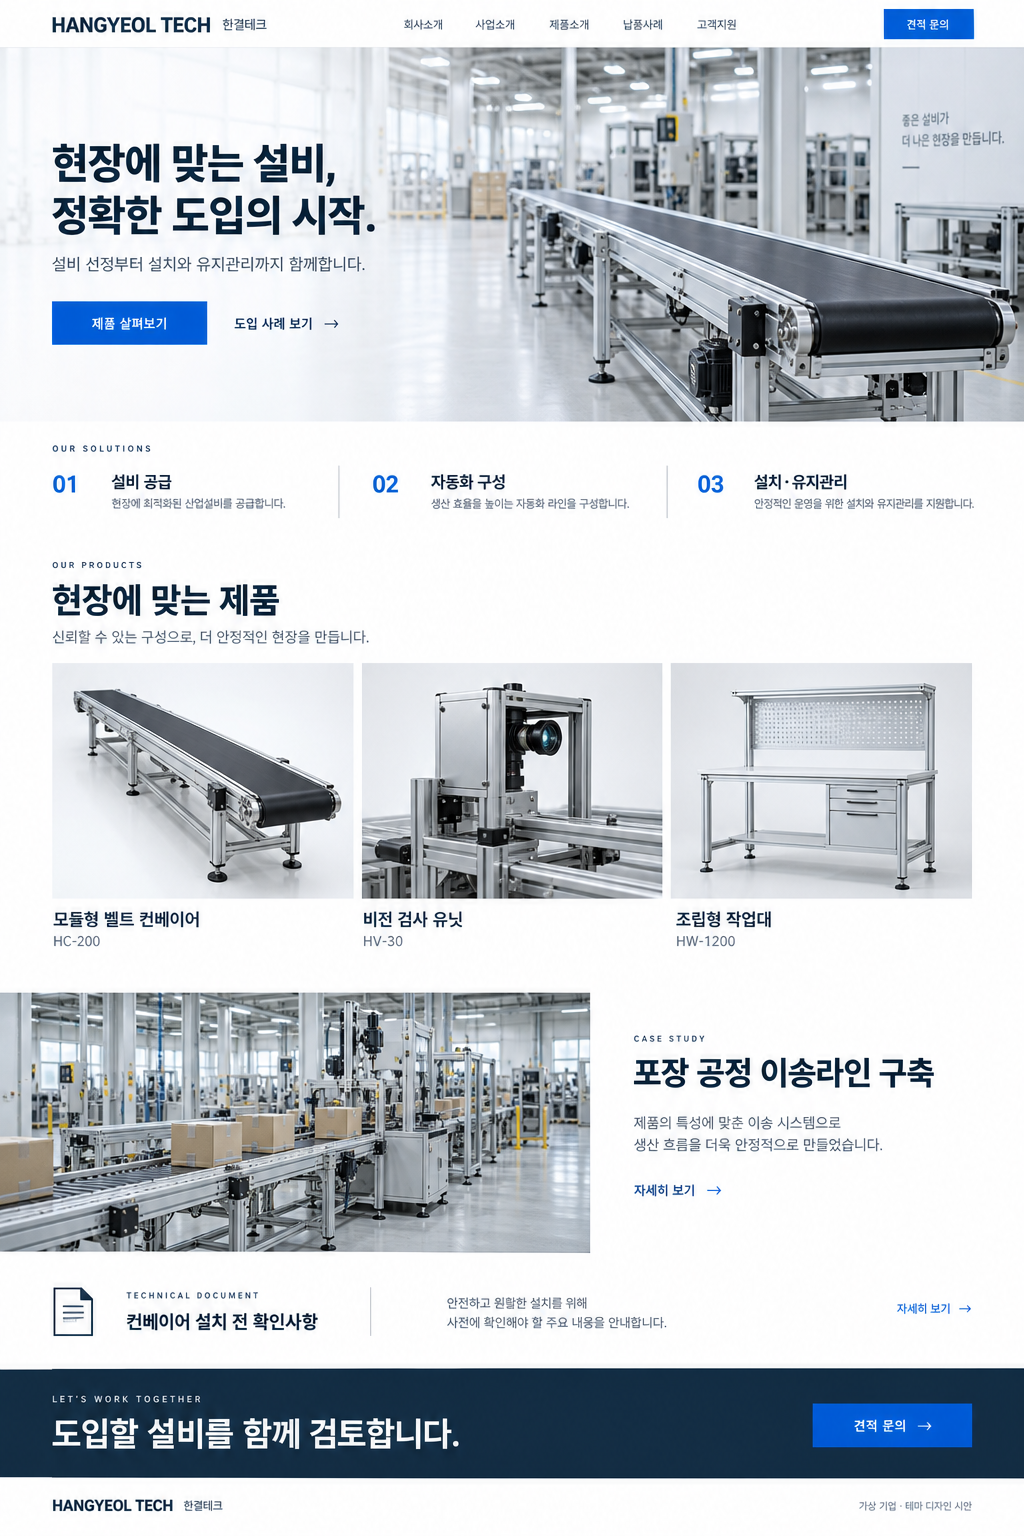 HANGYEOL TECH 한결테크
회사소개 사업소개 제품소개 납품사례 고객지원
견적 문의
좋은 설비가
더 나은 현장을 만듭니다.
현장에 맞는 설비,
정확한 도입의 시작.
설비 선정부터 설치와 유지관리까지 함께합니다.
제품 살펴보기
도입 사례 보기 →
OUR SOLUTIONS
01
설비 공급
현장에 최적화된 산업설비를 공급합니다.
02
자동화 구성
생산 효율을 높이는 자동화 라인을 구성합니다.
03
설치·유지관리
안정적인 운영을 위한 설치와 유지관리를 지원합니다.
OUR PRODUCTS
현장에 맞는 제품
신뢰할 수 있는 구성으로, 더 안정적인 현장을 만듭니다.
모듈형 벨트 컨베이어
HC-200
비전 검사 유닛
HV-30
조립형 작업대
HW-1200
CASE STUDY
포장 공정 이송라인 구축
제품의 특성에 맞춘 이송 시스템으로
생산 흐름을 더욱 안정적으로 만들었습니다.
자세히 보기 →
TECHNICAL DOCUMENT
컨베이어 설치 전 확인사항
안전하고 원활한 설치를 위해
사전에 확인해야 할 주요 내용을 안내합니다.
자세히 보기 →
LET'S WORK TOGETHER
도입할 설비를 함께 검토합니다.
견적 문의 →
HANGYEOL TECH 한결테크
가상 기업 · 테마 디자인 시안